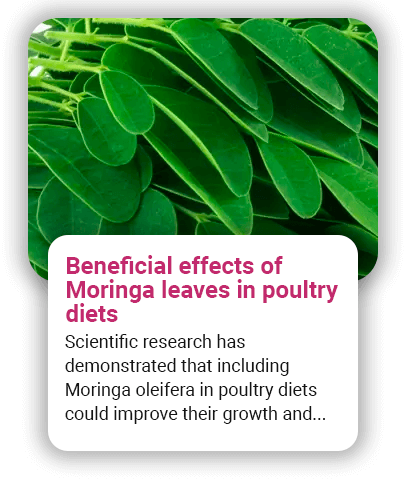 Beneficial effects of
Moringa leaves in poultry
diets
Scientific research has
demonstrated that including
Moringa oleifera in poultry diets
could improve their growth and...